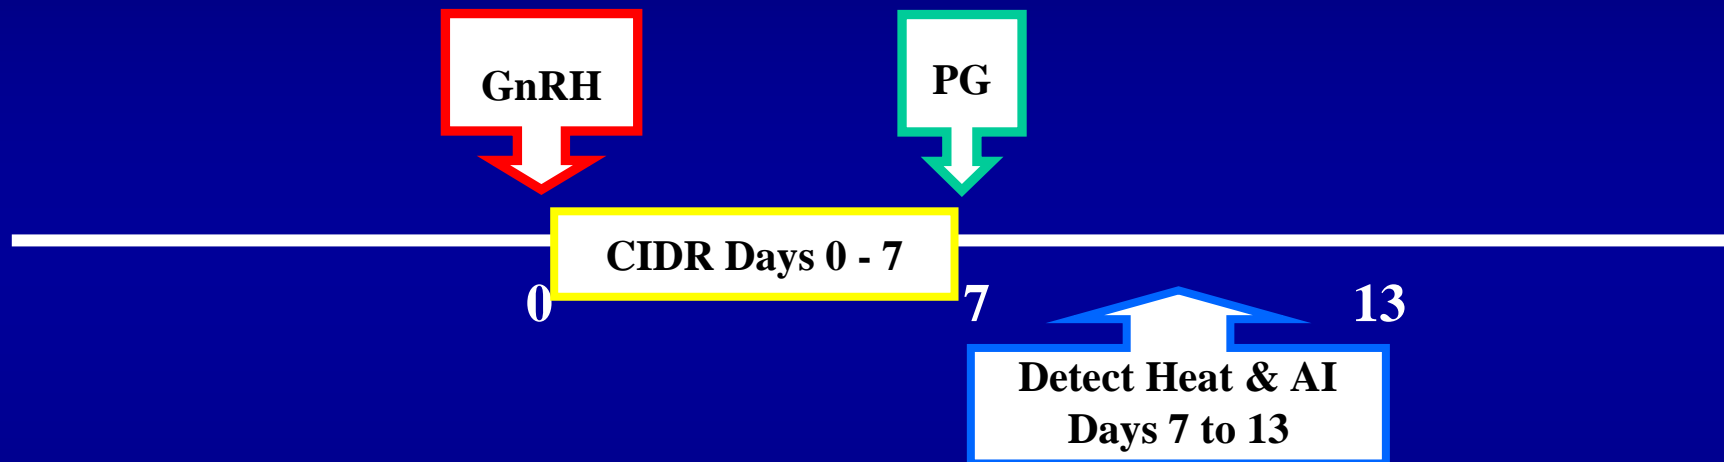 GnRH
PG
CIDR Days 0 - 7
0
7
13
Detect Heat & AI
Days 7 to 13